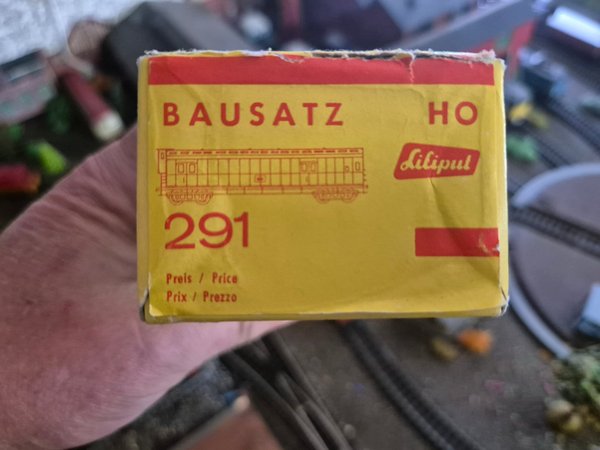 BAUSATZ HO
Liliput
291
Preis / Price
Prix / Prezzo